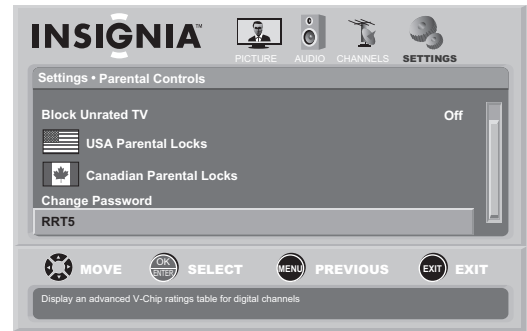 INSIGNIA™
PICTURE AUDIO CHANNELS SETTINGS
Settings • Parental Controls
Block Unrated TV Off
USA Parental Locks
Canadian Parental Locks
Change Password
RRT5
MOVE OK ENTER SELECT MENU PREVIOUS EXIT EXIT
Display an advanced V-Chip ratings table for digital channels